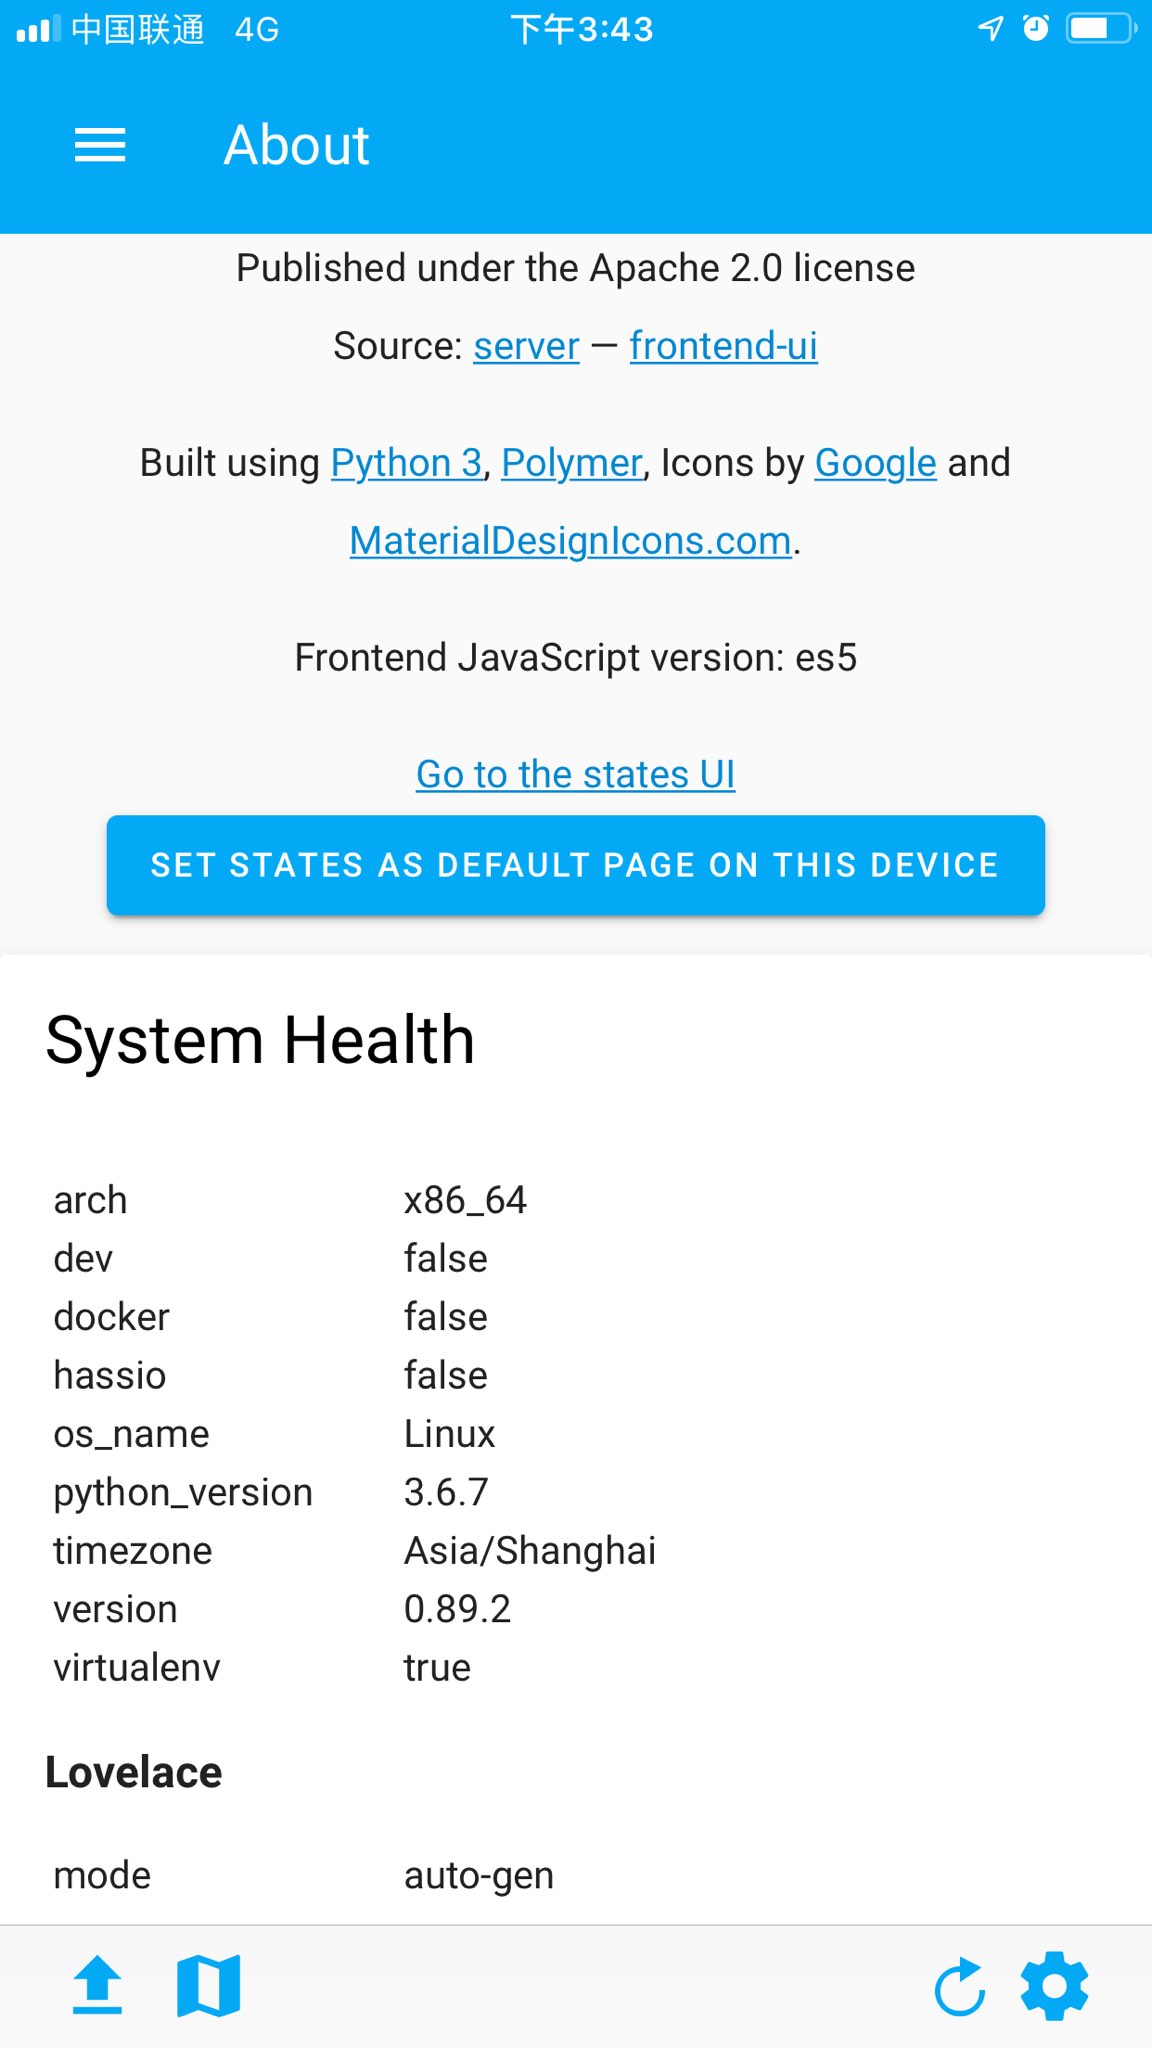 中国联通 4G 下午3:43
About
Published under the Apache 2.0 license
Source: server — frontend-ui
Built using Python 3, Polymer, Icons by Google and
MaterialDesignIcons.com.
Frontend JavaScript version: es5
Go to the states UI
SET STATES AS DEFAULT PAGE ON THIS DEVICE
System Health
arch x86_64
dev false
docker false
hassio false
os_name Linux
python_version 3.6.7
timezone Asia/Shanghai
version 0.89.2
virtualenv true
Lovelace
mode auto-gen